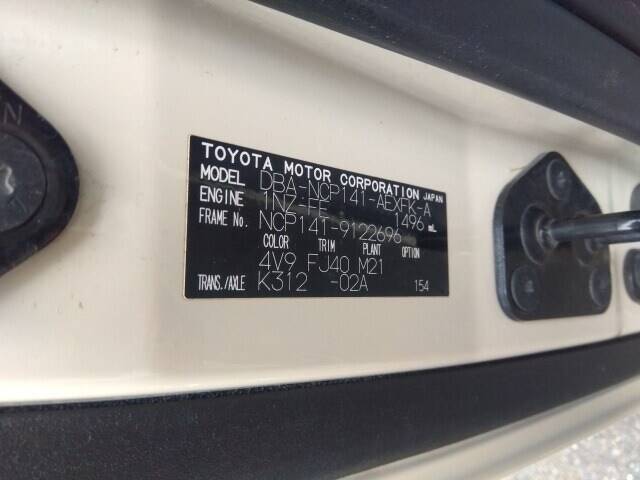 TOYOTA MOTOR CORPORATION JAPAN
MODEL DBA-NCP141-AEXFK-A
ENGINE 1NZ-FE 1496 mL
FRAME No. NCP141-9122696
COLOR TRIM PLANT OPTION
4V9 FJ40 M21
TRANS./AXLE K312 -02A 154
N